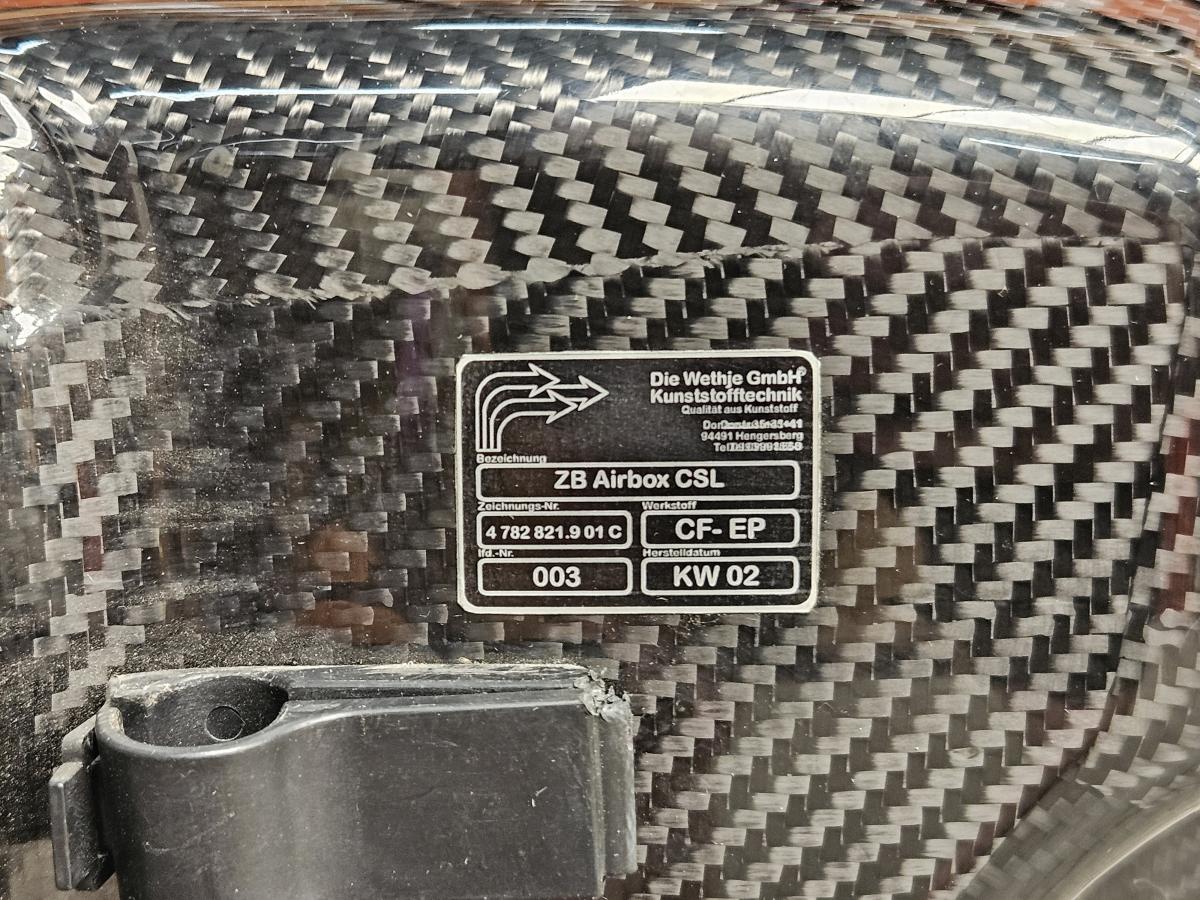 Die Wethje GmbH
Kunststofftechnik
Qualität aus Kunststoff
94491 Hengersberg
Bezeichnung
ZB Airbox CSL
Zeichnungs-Nr.
Werkstoff
4 782 821.9 01 C
CF- EP
lfd.-Nr.
Herstelldatum
003
KW 02